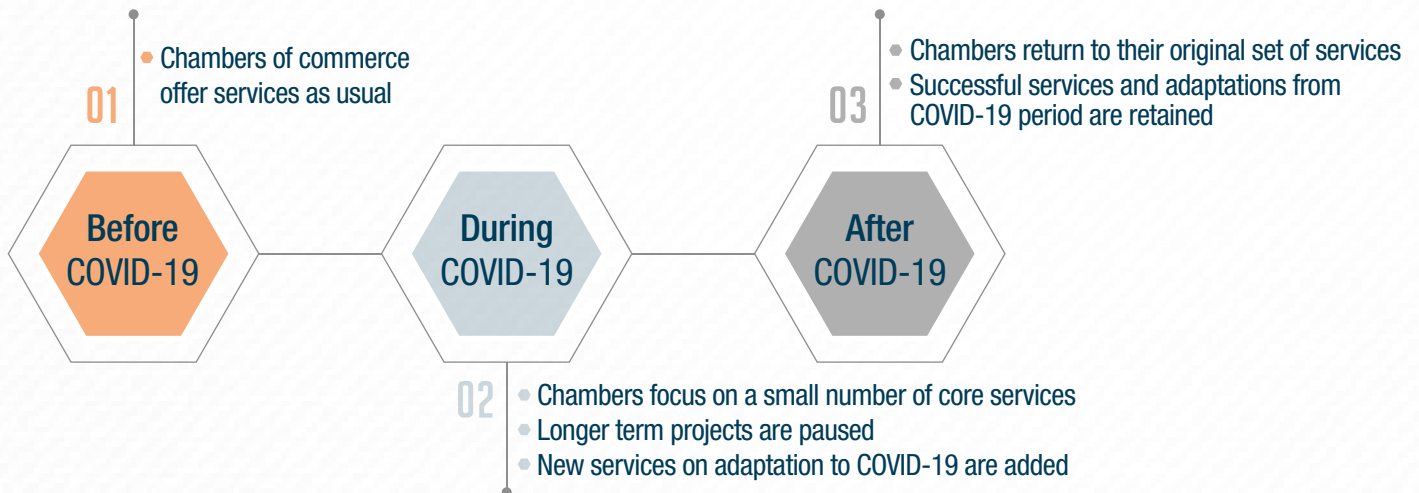 01
Chambers of commerce
offer services as usual
Before
COVID-19
During
COVID-19
02
Chambers focus on a small number of core services
Longer term projects are paused
New services on adaptation to COVID-19 are added
03
Chambers return to their original set of services
Successful services and adaptations from
COVID-19 period are retained
After
COVID-19